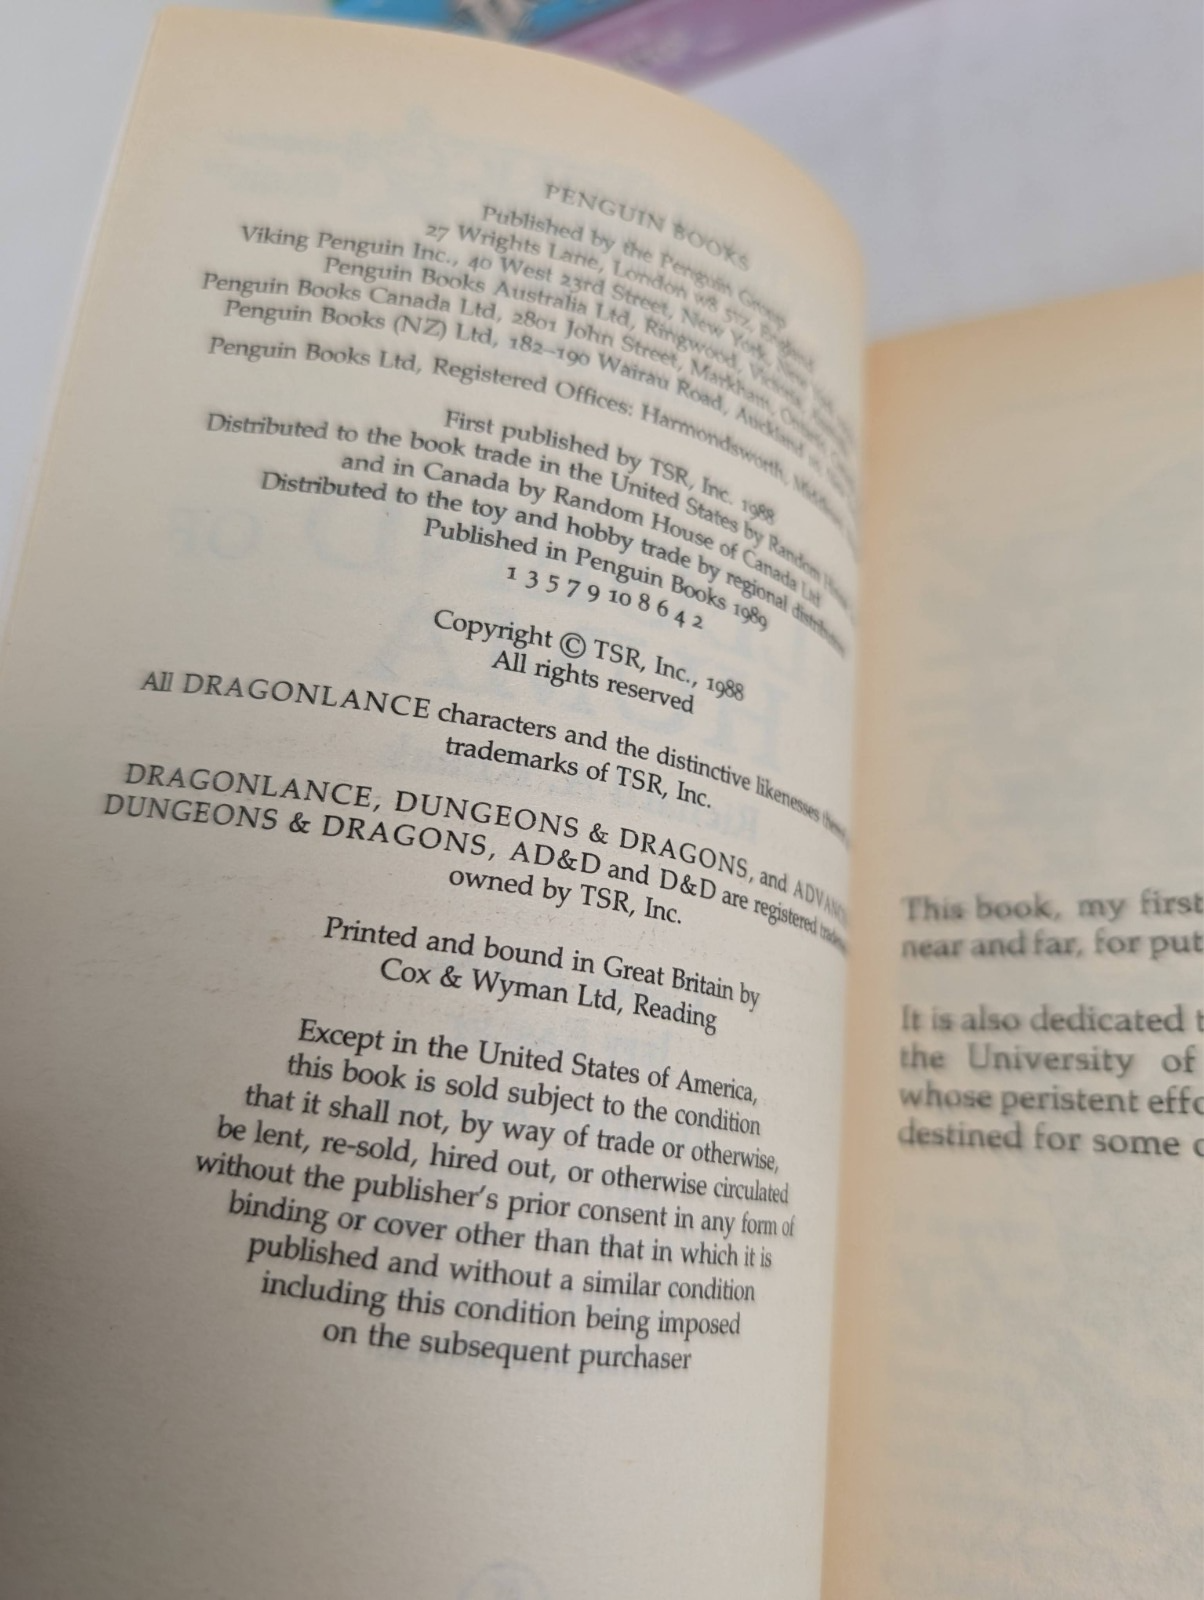 PENGUIN BOOKS
Published by the Penguin Group
27 Wrights Lane, London W8 5TZ, England
Viking Penguin Inc., 40 West 23rd Street, New York, New York
Penguin Books Australia Ltd, Ringwood, Victoria,
Penguin Books Canada Ltd, 2801 John Street, Markham, Ontario,
Penguin Books (NZ) Ltd, 182–190 Wairau Road, Auckland
Penguin Books Ltd, Registered Offices: Harmondsworth,
First published by TSR, Inc. 1988
Distributed to the book trade in the United States by Random House
and in Canada by Random House of Canada Ltd
Distributed to the toy and hobby trade by regional distributors
Published in Penguin Books 1989
1 3 5 7 9 10 8 6 4 2
Copyright © TSR, Inc., 1988
All rights reserved
All DRAGONLANCE characters and the distinctive likenesses
trademarks of TSR, Inc.
DRAGONLANCE, DUNGEONS & DRAGONS, and
DUNGEONS & DRAGONS, AD&D and D&D are registered
owned by TSR, Inc.
Printed and bound in Great Britain by
Cox & Wyman Ltd, Reading
Except in the United States of America,
this book is sold subject to the condition
that it shall not, by way of trade or otherwise,
be lent, re-sold, hired out, or otherwise circulated
without the publisher's prior consent in any form of
binding or cover other than that in which it is
published and without a similar condition
including this condition being imposed
on the subsequent purchaser
This book, my first
near and far, for put
It is also dedicated
the University of
whose peristent
destined for some